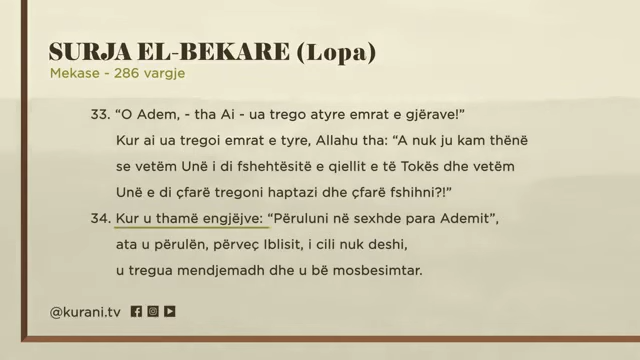 SURJA EL-BEKARE (Lopa)
Mekase - 286 vargje
33. “O Adem, - tha Ai - ua trego atyre emrat e gjërave!”
Kur ai ua tregoi emrat e tyre, Allahu tha: “A nuk ju kam thënë
se vetëm Unë i di fshehtësitë e qiellit e të Tokës dhe vetëm
Unë e di çfarë tregoni haptazi dhe çfarë fshihni?!”
34. Kur u thamë engjëjve: “Përuluni në sexhde para Ademit”,
ata u përulën, përveç Iblisit, i cili nuk deshi,
u tregua mendjemadh dhe u bë mosbesimtar.
@kurani.tv